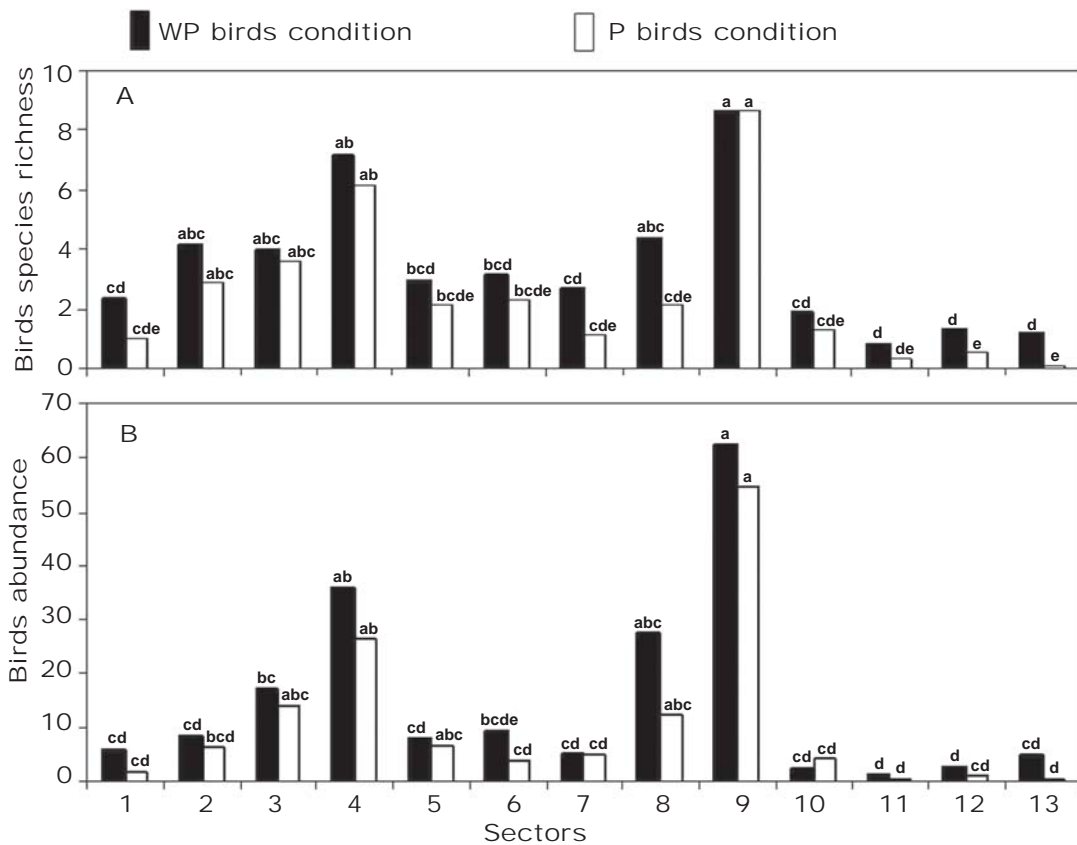 WP birds condition P birds condition
A
Birds species richness
10
8
6
4
2
0
cd cde abc abc abc abc ab ab bcd bcde bcd bcde cd cde abc cde a a cd cde d de d e d e
B
Birds abundance
70
60
50
40
30
20
10
0
cd cd cd bcd bc abc ab ab cd abc bcde cd cd cd abc abc a a cd cd d d d cd cd d
1 2 3 4 5 6 7 8 9 10 11 12 13
Sectors